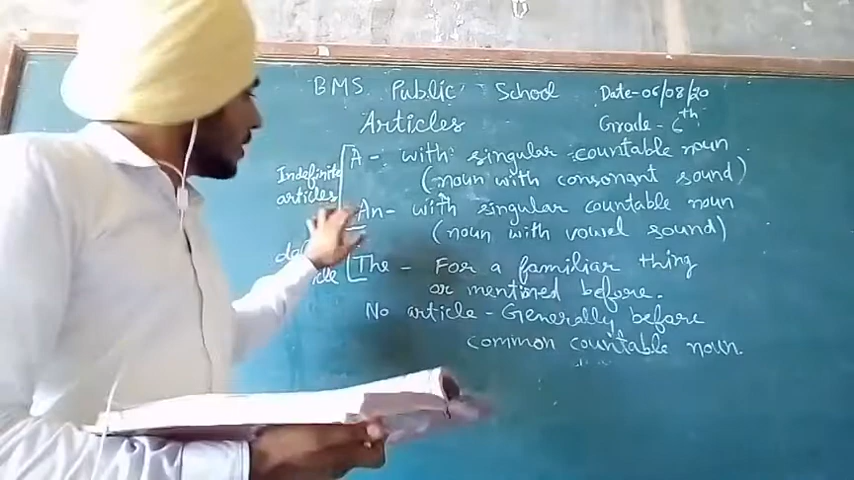 BMS Public School Date-06/08/20
Articles Grade-6th
Indefinite articles
A - with singular countable noun
(noun with consonant sound)
An- with singular countable noun
(noun with vowel sound)
The - For a familiar thing
or mentioned before.
No article - Generally before
common countable noun.